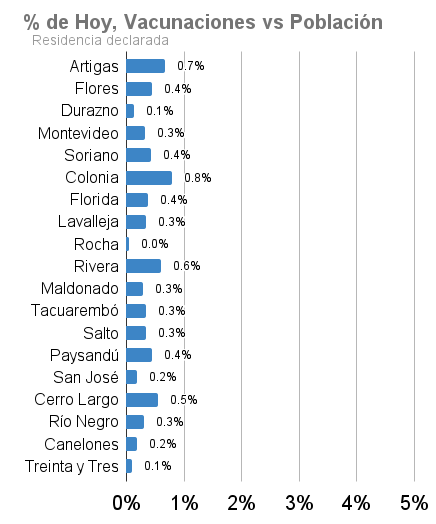 % de Hoy, Vacunaciones vs Población
Residencia declarada
Artigas 0.7%
Flores 0.4%
Durazno 0.1%
Montevideo 0.3%
Soriano 0.4%
Colonia 0.8%
Florida 0.4%
Lavalleja 0.3%
Rocha 0.0%
Rivera 0.6%
Maldonado 0.3%
Tacuarembó 0.3%
Salto 0.3%
Paysandú 0.4%
San José 0.2%
Cerro Largo 0.5%
Río Negro 0.3%
Canelones 0.2%
Treinta y Tres 0.1%
0% 1% 2% 3% 4% 5%